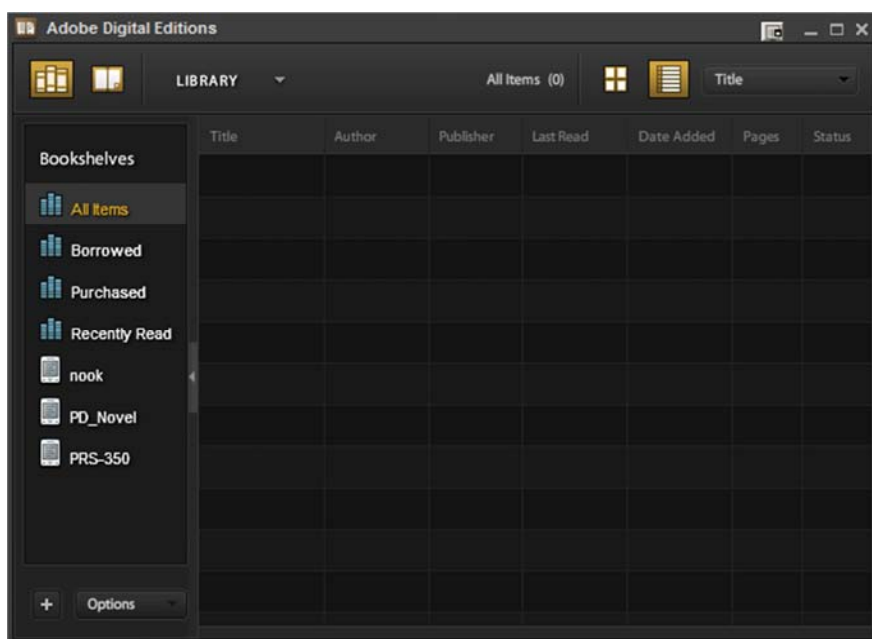 Adobe Digital Editions
LIBRARY All Items (0) Title
Title Author Publisher Last Read Date Added Pages Status
Bookshelves
All Items
Borrowed
Purchased
Recently Read
nook
PD_Novel
PRS-350
+ Options